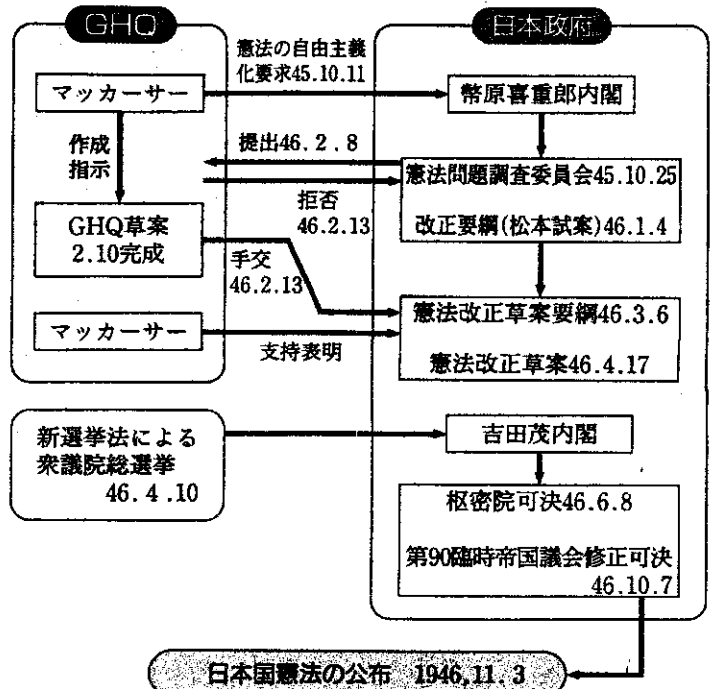 GHQ
日本政府
憲法の自由主義
化要求45.10.11
マッカーサー
幣原喜重郎内閣
作成
指示
提出46.2.8
憲法問題調査委員会45.10.25
拒否
46.2.13
改正要綱(松本試案)46.1.4
GHQ草案
2.10完成
手交
46.2.13
憲法改正草案要綱46.3.6
マッカーサー
支持表明
憲法改正草案46.4.17
新選挙法による
衆議院総選挙
46.4.10
吉田茂内閣
枢密院可決46.6.8
第90臨時帝国議会修正可決
46.10.7
日本国憲法の公布 1946.11.3